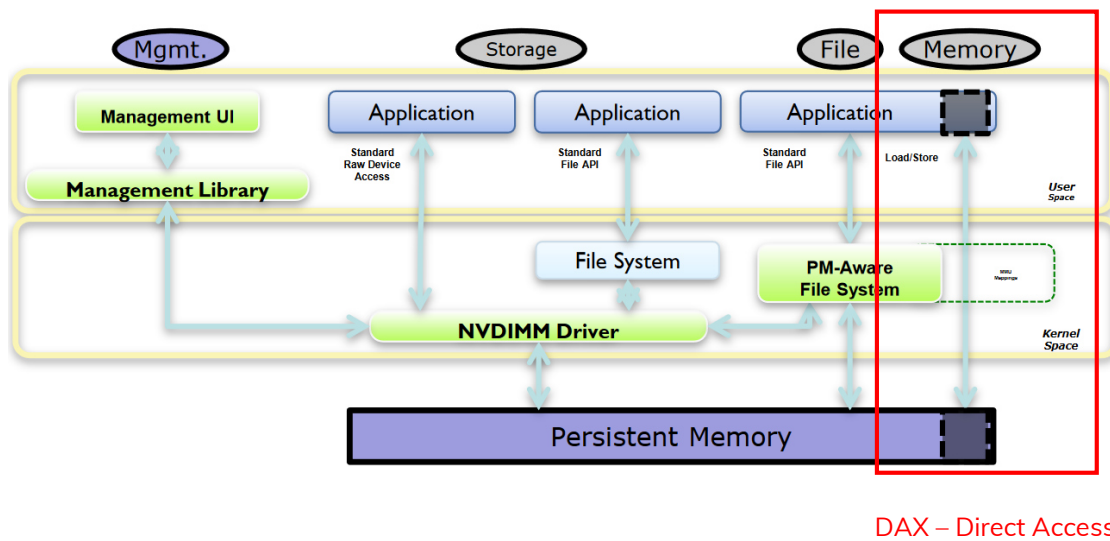 Mgmt.
Storage
File
Memory
Management UI
Application
Application
Application
Standard
Raw Device
Access
Standard
File API
Standard
File API
Load/Store
Management Library
User
Space
File System
PM-Aware
File System
MMU
Mappings
NVDIMM Driver
Kernel
Space
Persistent Memory
DAX – Direct Access